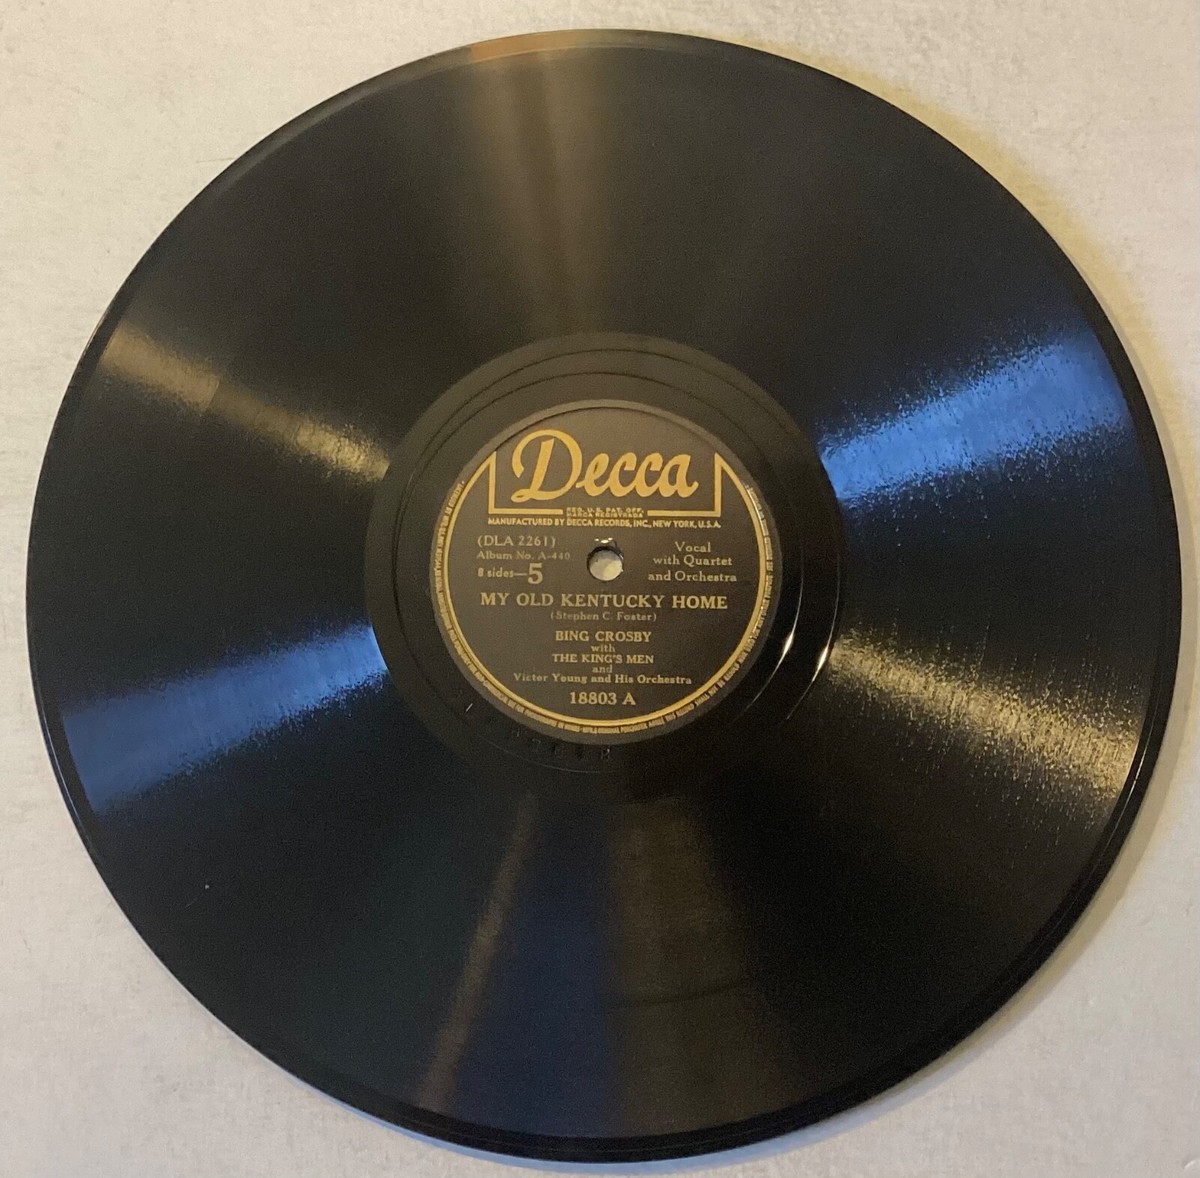 Decca
REG. U.S. PAT. OFF.
MARCA REGISTRADA
MANUFACTURED BY DECCA RECORDS, INC., NEW YORK, U.S.A.
(DLA 2261)
Album No. A-440
8 sides—5
Vocal
with Quartet
and Orchestra
MY OLD KENTUCKY HOME
(Stephen C. Foster)
BING CROSBY
with
THE KING'S MEN
and
Victor Young and His Orchestra
18803 A